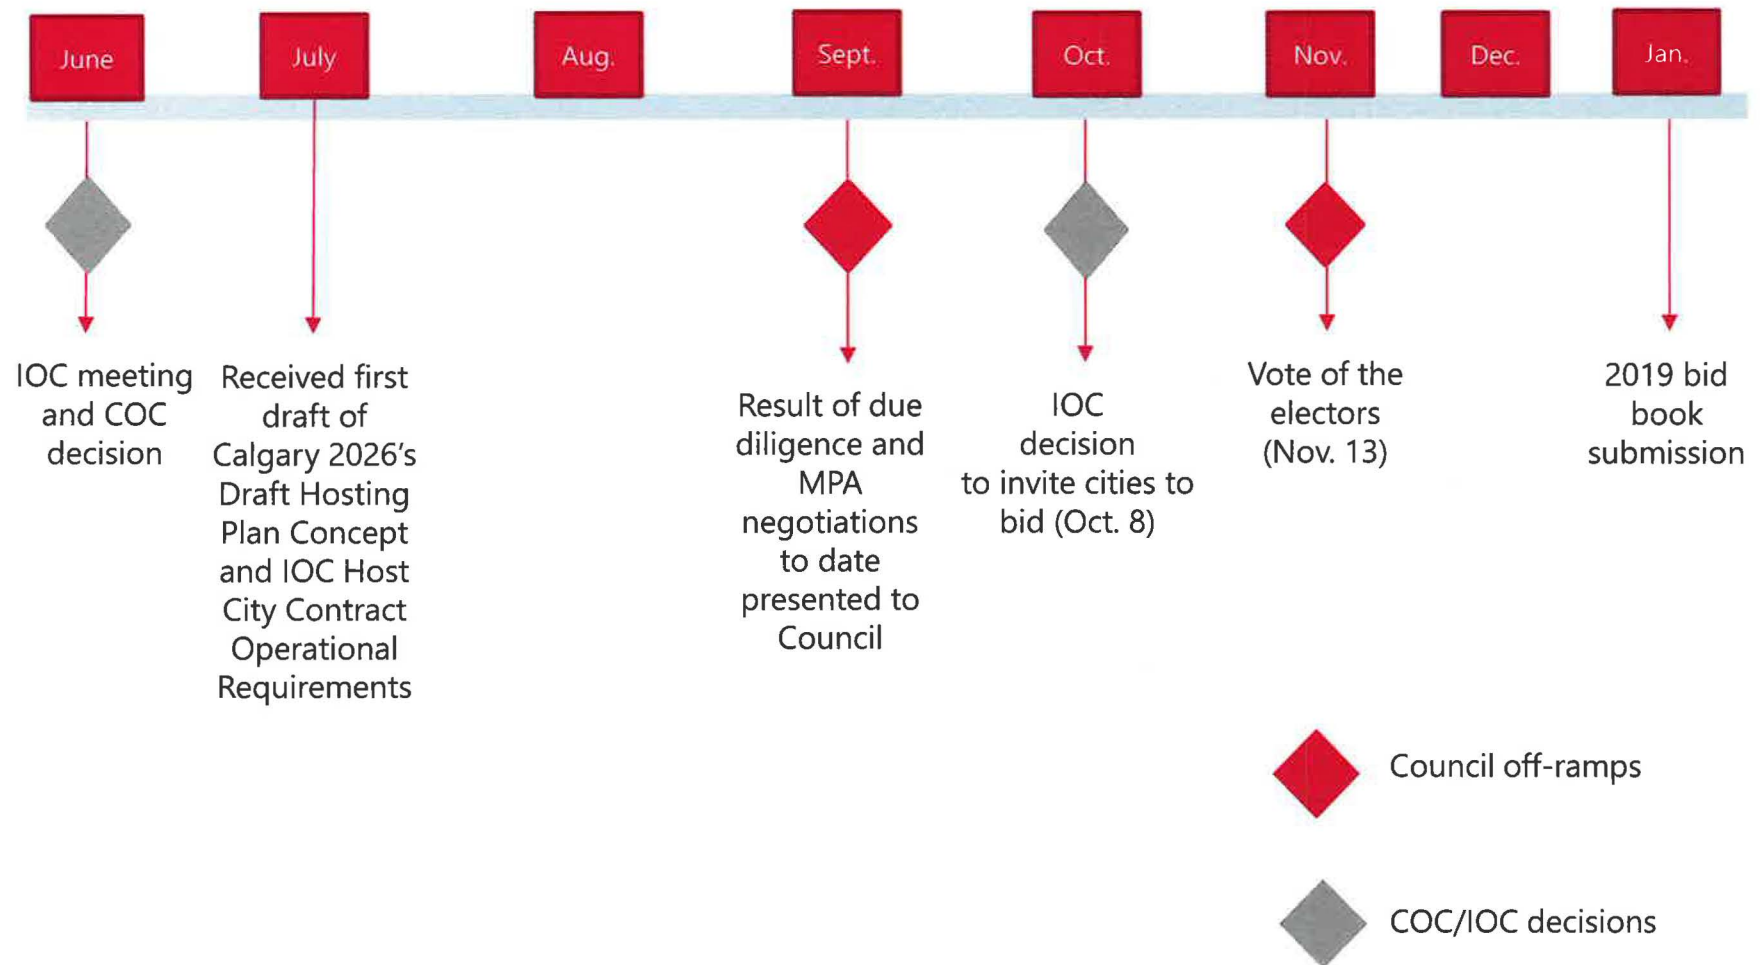 June
July
Aug.
Sept.
Oct.
Nov.
Dec.
Jan.
IOC meeting
and COC
decision
Received first
draft of
Calgary 2026's
Draft Hosting
Plan Concept
and IOC Host
City Contract
Operational
Requirements
Result of due
diligence and
MPA
negotiations
to date
presented to
Council
IOC
decision
to invite cities to
bid (Oct. 8)
Vote of the
electors
(Nov. 13)
2019 bid
book
submission
Council off-ramps
COC/IOC decisions